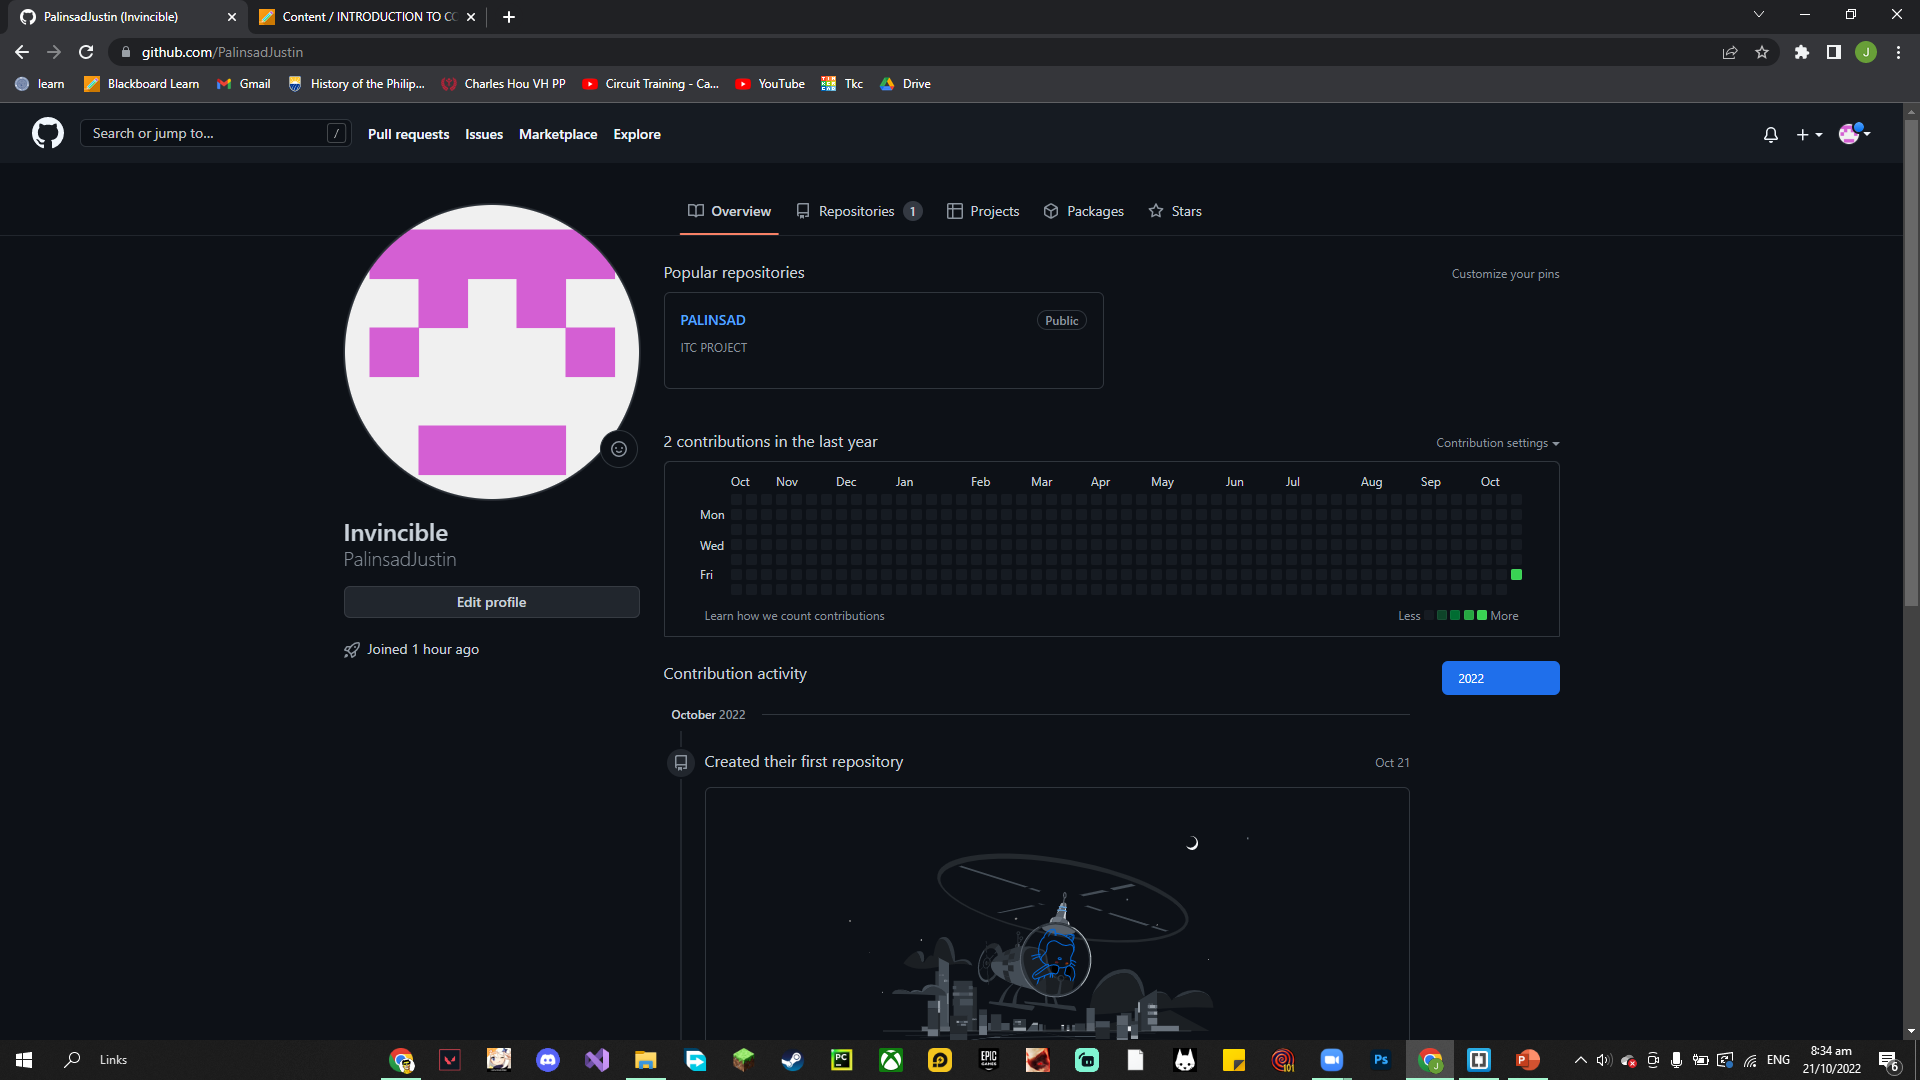 PalinsadJustin (Invincible)
Content / INTRODUCTION TO CC
github.com/PalinsadJustin
J
learn
Blackboard Learn
Gmail
History of the Philip...
Charles Hou VH PP
Circuit Training - Ca...
YouTube
Tkc
Drive
Search or jump to...
/
Pull requests
Issues
Marketplace
Explore
Overview
Repositories 1
Projects
Packages
Stars
Popular repositories
Customize your pins
PALINSAD
Public
ITC PROJECT
2 contributions in the last year
Contribution settings
Oct Nov Dec Jan Feb Mar Apr May Jun Jul Aug Sep Oct
Mon
Wed
Fri
Learn how we count contributions
Less
More
Invincible
PalinsadJustin
Edit profile
Joined 1 hour ago
Contribution activity
2022
October 2022
Created their first repository
Oct 21
Links
PC
EPIC
GAMES
101
Ps
J
P
ENG
8:34 am
21/10/2022
6